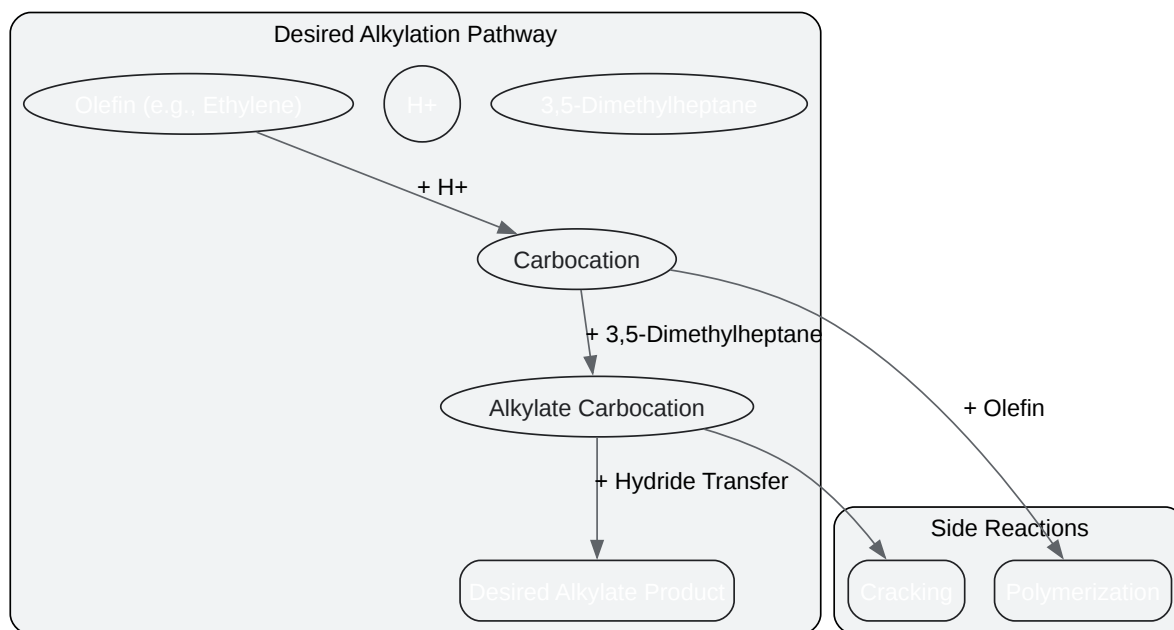 Desired Alkylation Pathway
Olefin (e.g., Ethylene)
H+
3,5-Dimethylheptane
+ H+
Carbocation
+ 3,5-Dimethylheptane
Alkylate Carbocation
+ Olefin
+ Hydride Transfer
Side Reactions
Desired Alkylate Product
Cracking
Polymerization